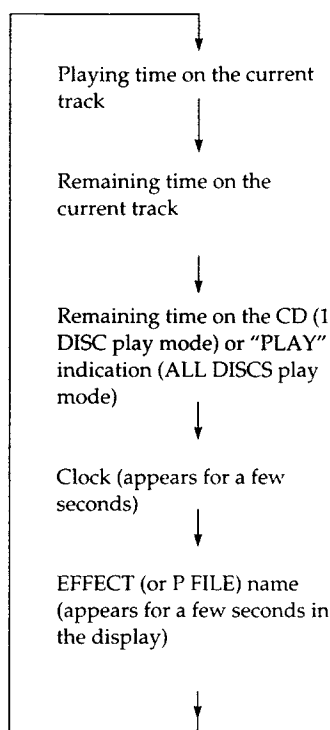 Playing time on the current
track
Remaining time on the
current track
Remaining time on the CD (1
DISC play mode) or "PLAY"
indication (ALL DISCS play
mode)
Clock (appears for a few
seconds)
EFFECT (or P FILE) name
(appears for a few seconds in
the display)